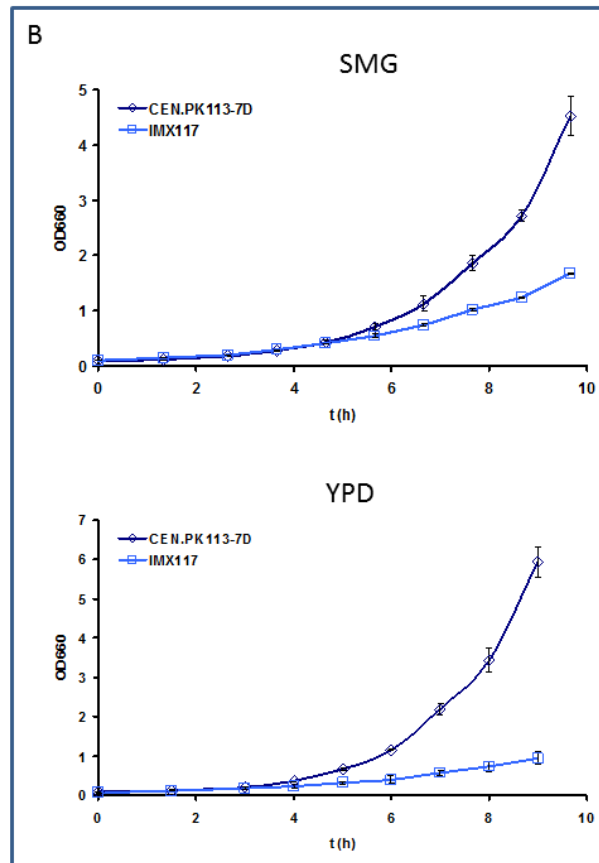 B
SMG
CEN.PK113-7D
IMX117
5
4
3
2
1
0
OD660
0 2 4 6 8 10
t (h)
YPD
CEN.PK113-7D
IMX117
7
6
5
4
3
2
1
0
OD660
0 2 4 6 8 10
t (h)